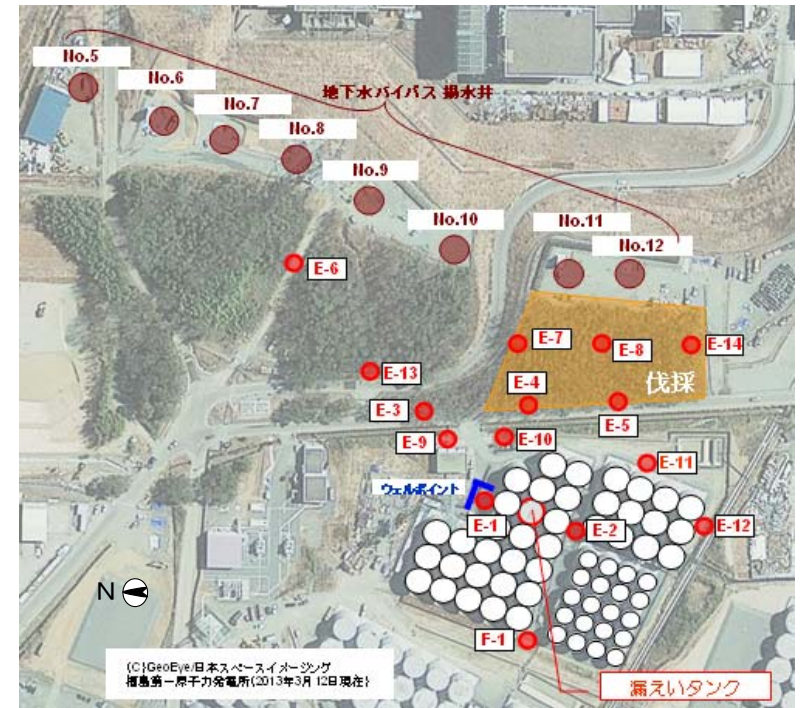 No.5
No.6
No.7
No.8
No.9
No.10
No.11
No.12
地下水バイパス 揚水井
E-6
E-7
E-8
E-14
E-13
E-4
伐採
E-3
E-5
E-9
E-10
E-11
ウェルポイント
E-1
E-2
E-12
N
F-1
(C)GeoEye/日本スペースイメージング
福島第一原子力発電所(2013年3月12日現在)
漏えいタンク